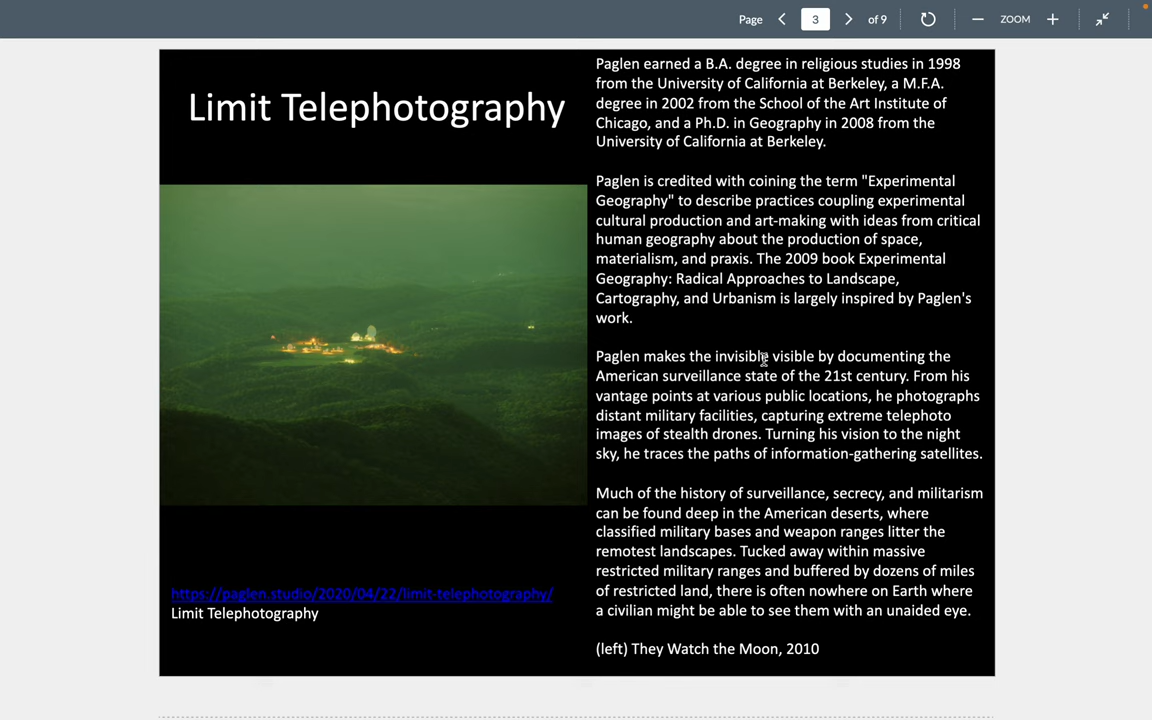 Page
3
of 9
ZOOM
Limit Telephotography
https://paglen.studio/2020/04/22/limit-telephotography/
Limit Telephotography
Paglen earned a B.A. degree in religious studies in 1998
from the University of California at Berkeley, a M.F.A.
degree in 2002 from the School of the Art Institute of
Chicago, and a Ph.D. in Geography in 2008 from the
University of California at Berkeley.
Paglen is credited with coining the term "Experimental
Geography" to describe practices coupling experimental
cultural production and art-making with ideas from critical
human geography about the production of space,
materialism, and praxis. The 2009 book Experimental
Geography: Radical Approaches to Landscape,
Cartography, and Urbanism is largely inspired by Paglen's
work.
Paglen makes the invisible visible by documenting the
American surveillance state of the 21st century. From his
vantage points at various public locations, he photographs
distant military facilities, capturing extreme telephoto
images of stealth drones. Turning his vision to the night
sky, he traces the paths of information-gathering satellites.
Much of the history of surveillance, secrecy, and militarism
can be found deep in the American deserts, where
classified military bases and weapon ranges litter the
remotest landscapes. Tucked away within massive
restricted military ranges and buffered by dozens of miles
of restricted land, there is often nowhere on Earth where
a civilian might be able to see them with an unaided eye.
(left) They Watch the Moon, 2010